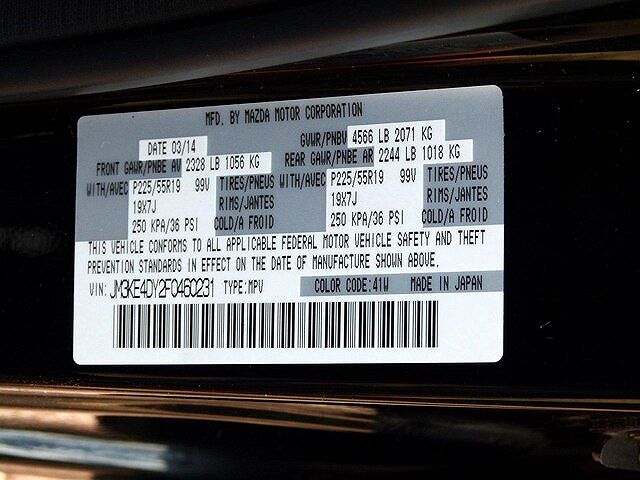 MFD. BY MAZDA MOTOR CORPORATION
DATE 03/14 GVWR/PNBV 4566 LB 2071 KG
FRONT GAWR/PNBE AV 2328 LB 1056 KG REAR GAWR/PNBE AR 2244 LB 1018 KG
WITH/AVEC P225/55R19 99V TIRES/PNEUS WITH/AVEC P225/55R19 99V TIRES/PNEUS
19X7J RIMS/JANTES 19X7J RIMS/JANTES
250 KPA/36 PSI COLD/A FROID 250 KPA/36 PSI COLD/A FROID
THIS VEHICLE CONFORMS TO ALL APPLICABLE FEDERAL MOTOR VEHICLE SAFETY AND THEFT
PREVENTION STANDARDS IN EFFECT ON THE DATE OF MANUFACTURE SHOWN ABOVE.
VIN: JM3KE4DY2F0460231 TYPE:MPV COLOR CODE:41W MADE IN JAPAN